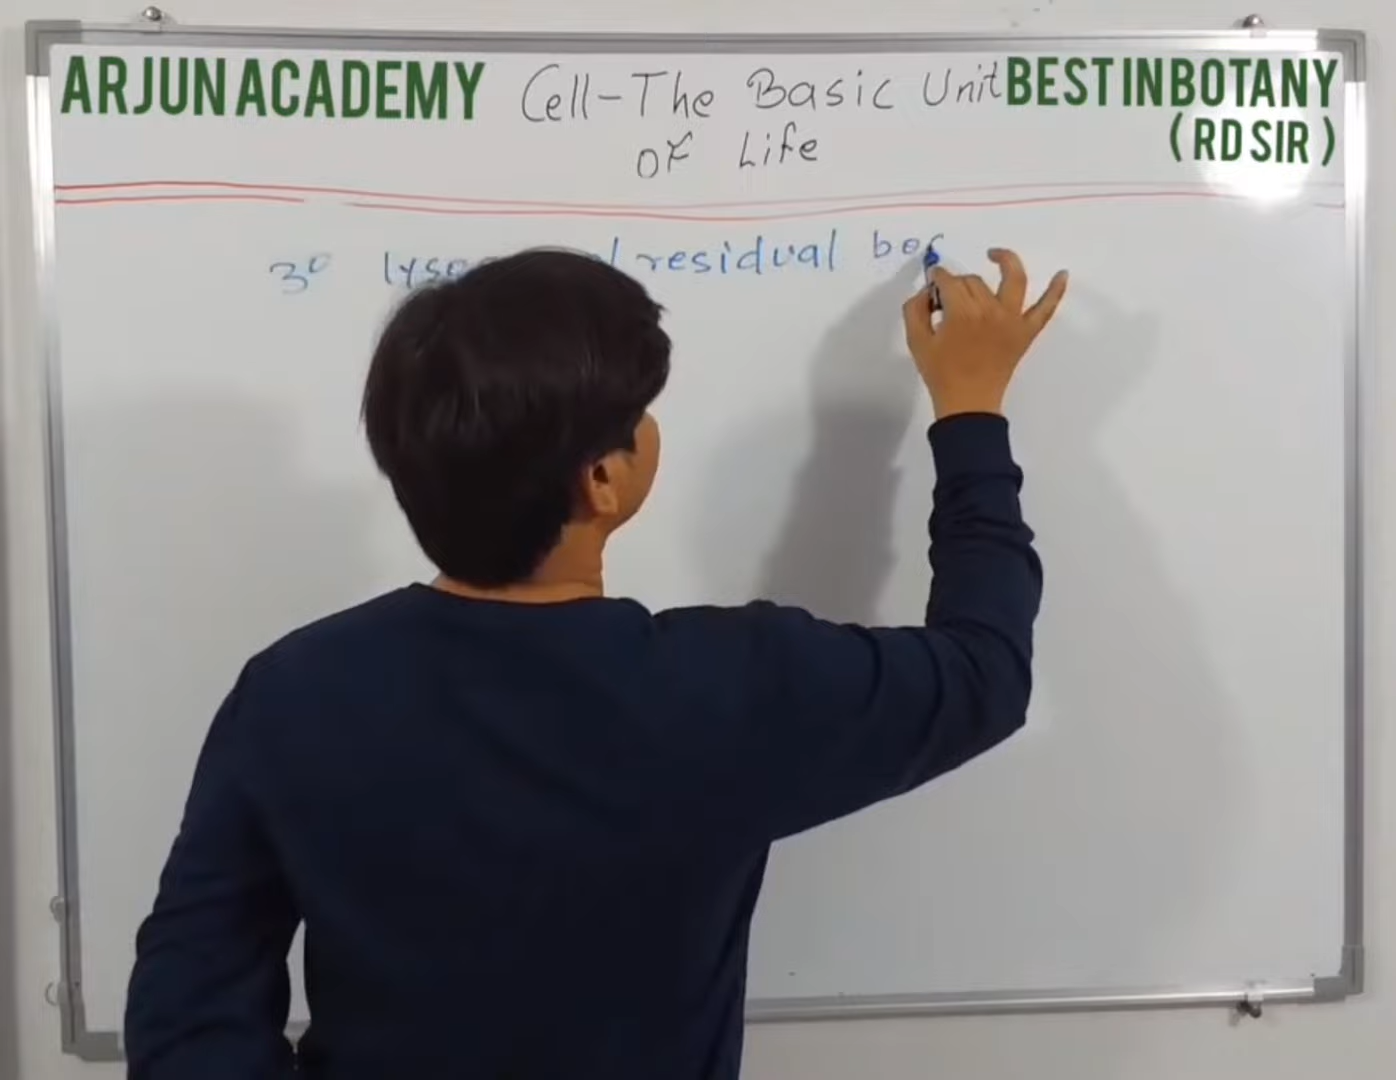 ARJUN ACADEMY
Cell-The Basic Unit
of Life
BEST IN BOTANY
( RD SIR )
3° residual